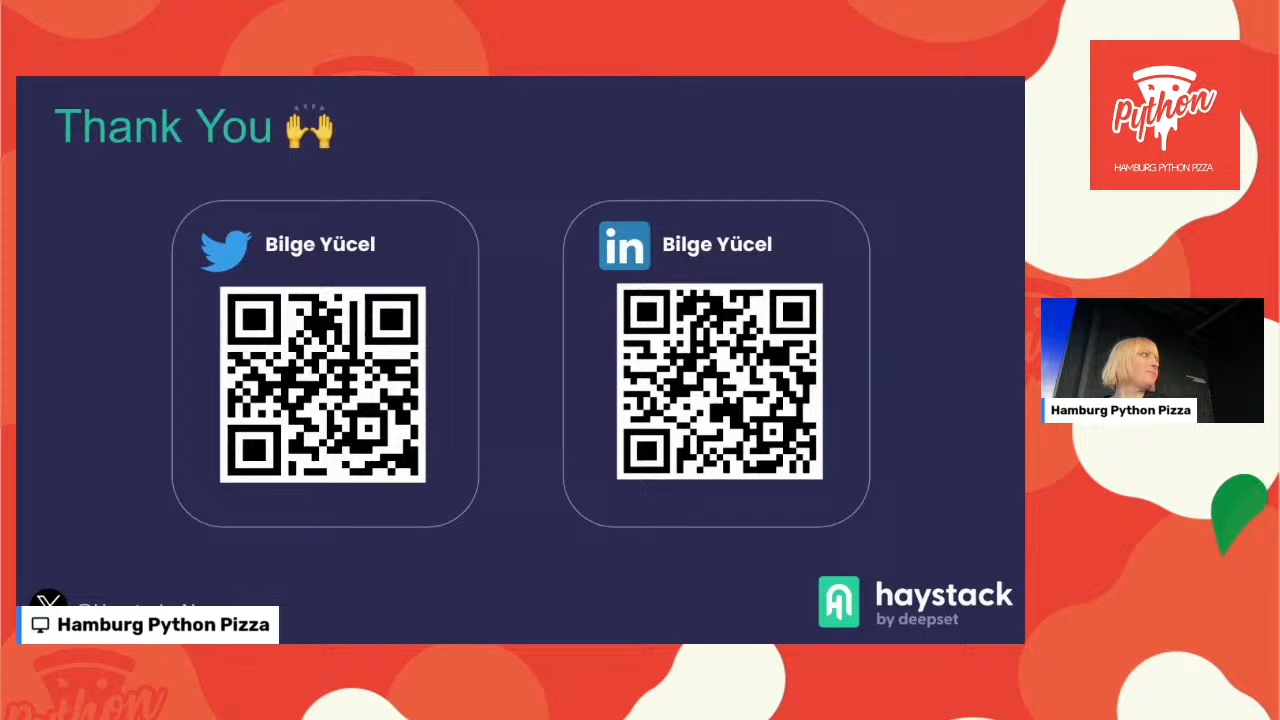 Thank You
Bilge Yücel
in Bilge Yücel
haystack
by deepset
Hamburg Python Pizza
Python
HAMBURG PYTHON PIZZA
Hamburg Python Pizza